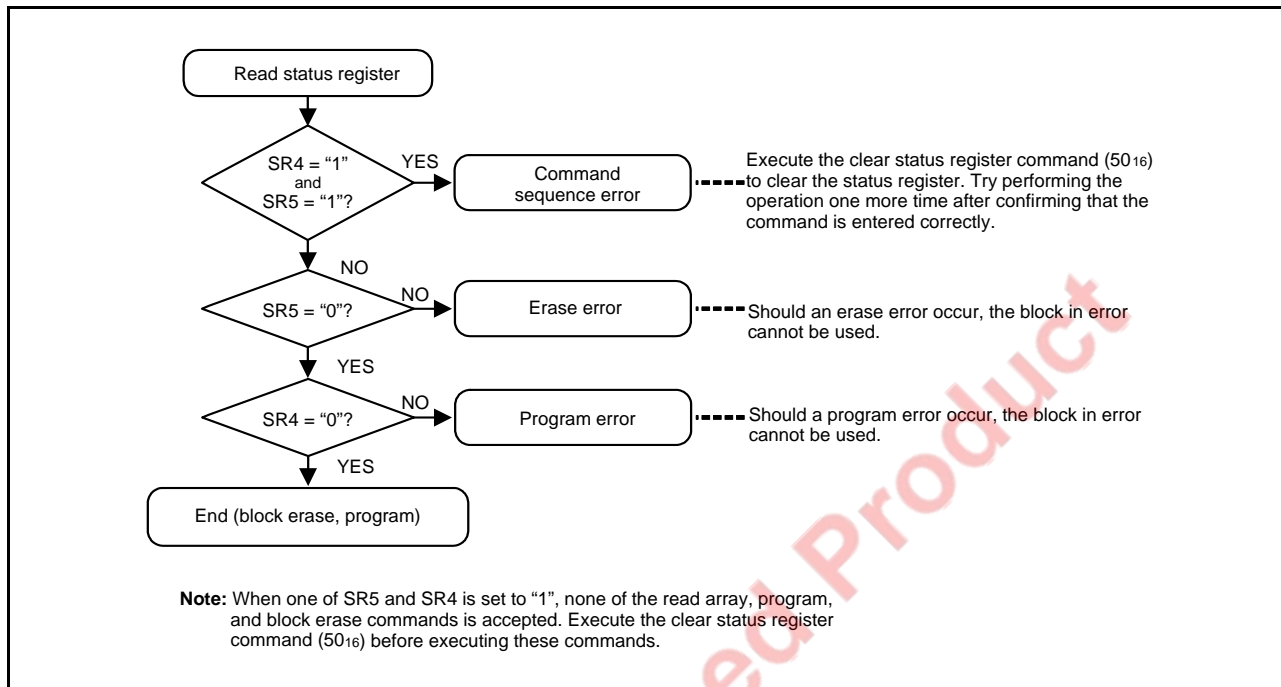 Read status register
SR4 = “1”
and
SR5 = “1”?
YES
Command
sequence error
Execute the clear status register command (50₁₆)
to clear the status register. Try performing the
operation one more time after confirming that the
command is entered correctly.
NO
SR5 = “0”?
NO
Erase error
Should an erase error occur, the block in error
cannot be used.
YES
SR4 = “0”?
NO
Program error
Should a program error occur, the block in error
cannot be used.
YES
End (block erase, program)
Note: When one of SR5 and SR4 is set to “1”, none of the read array, program,
and block erase commands is accepted. Execute the clear status register
command (50₁₆) before executing these commands.
ed Product